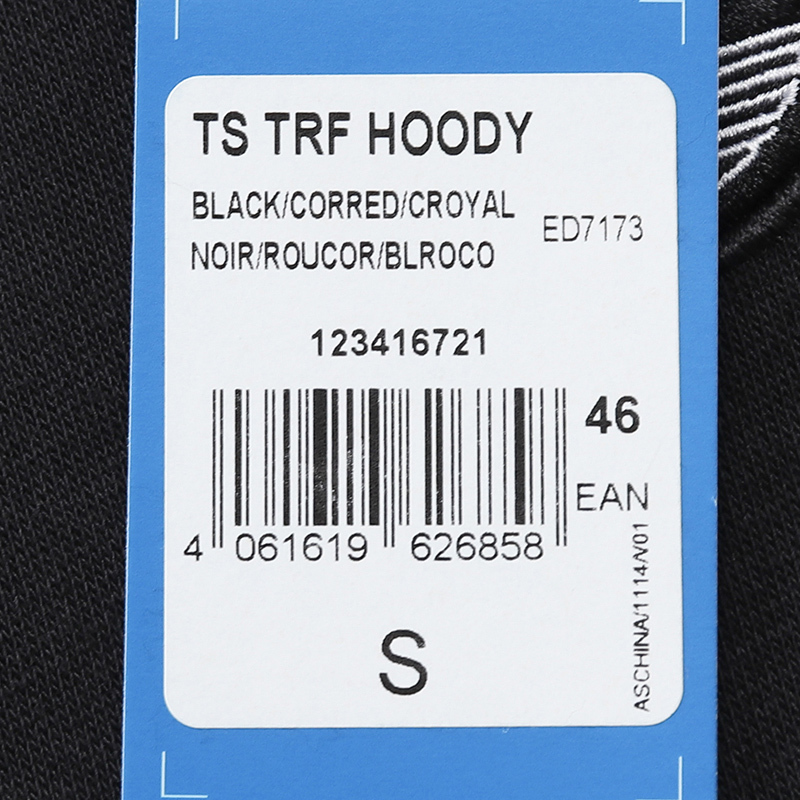 TS TRF HOODY
BLACK/CORRED/CROYAL
ED7173
NOIR/ROUCOR/BLROCO
123416721
46
EAN
4 061619 626858
S
ASCHINA/1114/V01